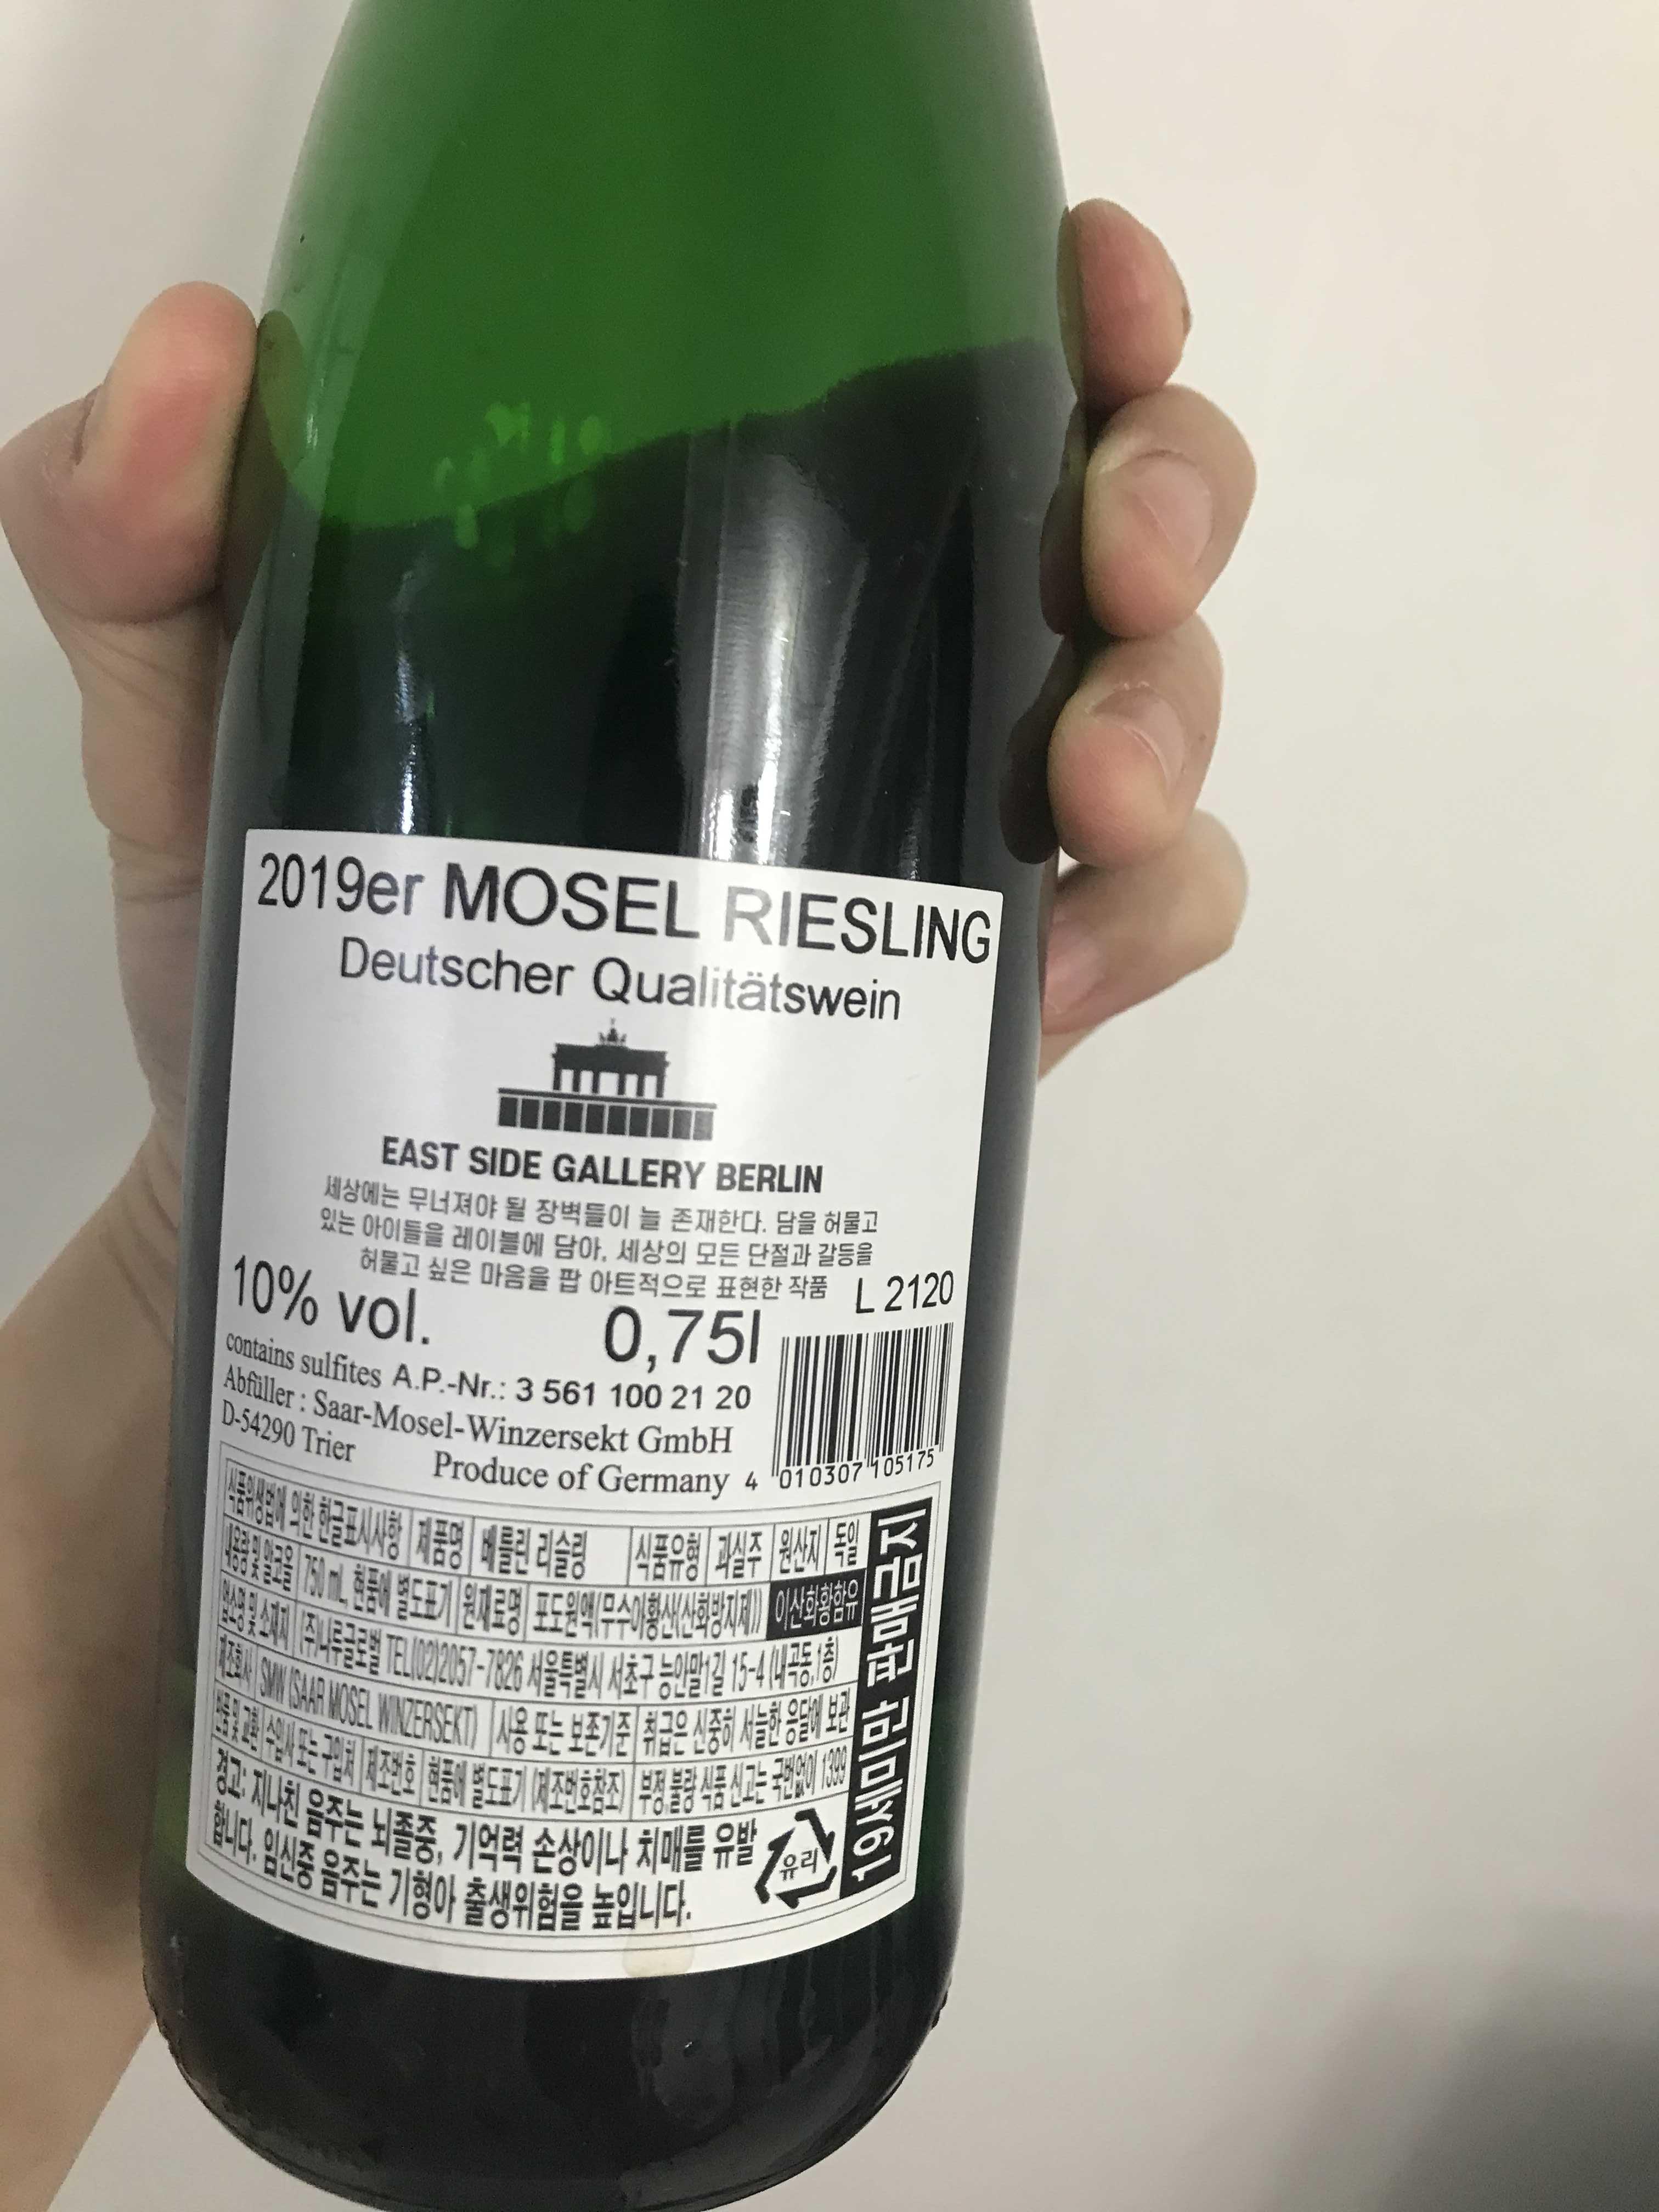 2019er MOSEL RIESLING
Deutscher Qualitätswein
EAST SIDE GALLERY BERLIN
세상에는 무너져야 될 장벽들이 늘 존재한다. 담을 허물고
있는 아이들을 레이블에 담아, 세상의 모든 단절과 갈등을
허물고 싶은 마음을 팝 아트적으로 표현한 작품
L 2120
10% vol. 0,75l
contains sulfites A.P.-Nr.: 3 561 100 21 20
Abfüller : Saar-Mosel-Winzersekt GmbH
D-54290 Trier Produce of Germany
4 010307 105175
식품위생법에 의한 한글표시사항 제품명 베를린 리슬링 식품유형 과실주 원산지 독일
내용량 및 알코올 750 mL, 현품에 별도표기 원재료명 포도원액(무수아황산(산화방지제)) 이산화황함유
업소명 및 소재지 (주)나루글로벌 TEL(02)2057-7826 서울특별시 서초구 능안말1길 15-4 (내곡동,1층)
제조회사 SMW (SAAR MOSEL WINZERSEKT) 사용 또는 보존기준 취급은 신중히 서늘한 응달에 보관
반품 및 교환 수입사 또는 구입처 제조번호 현품에 별도표기 (제조번호참조) 부정,불량 식품 신고는 국번없이 1399
경고: 지나친 음주는 뇌졸중, 기억력 손상이나 치매를 유발
합니다. 임신중 음주는 기형아 출생위험을 높입니다.
유리
19세미만 판매금지